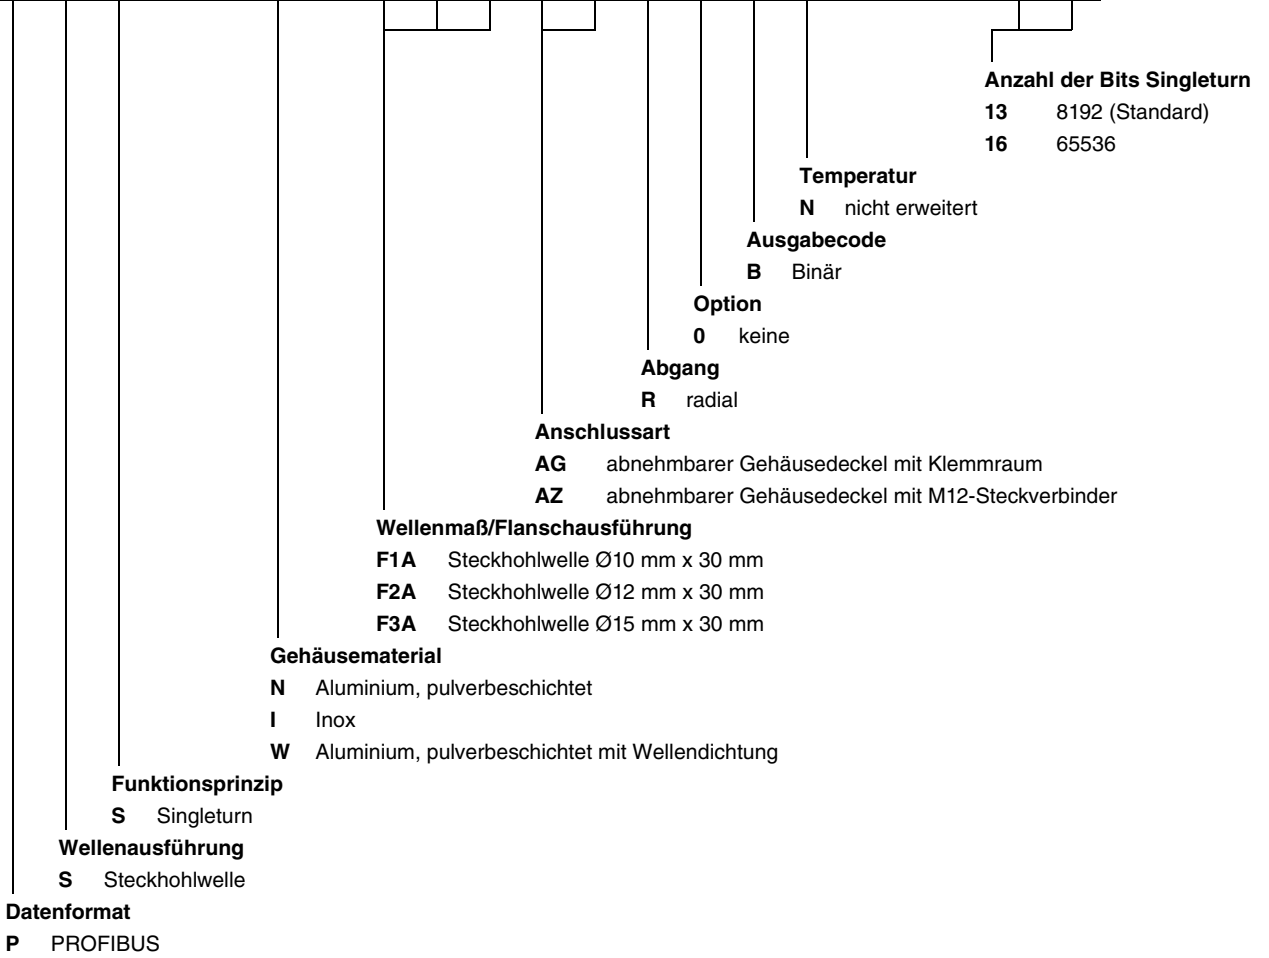 Anzahl der Bits Singleturn
13 8192 (Standard)
16 65536
Temperatur
N nicht erweitert
Ausgabecode
B Binär
Option
0 keine
Abgang
R radial
Anschlussart
AG abnehmbarer Gehäusedeckel mit Klemmraum
AZ abnehmbarer Gehäusedeckel mit M12-Steckverbinder
Wellenmaß/Flanschausführung
F1A Steckhohlwelle Ø10 mm x 30 mm
F2A Steckhohlwelle Ø12 mm x 30 mm
F3A Steckhohlwelle Ø15 mm x 30 mm
Gehäusematerial
N Aluminium, pulverbeschichtet
I Inox
W Aluminium, pulverbeschichtet mit Wellendichtung
Funktionsprinzip
S Singleturn
Wellenausführung
S Steckhohlwelle
Datenformat
P PROFIBUS